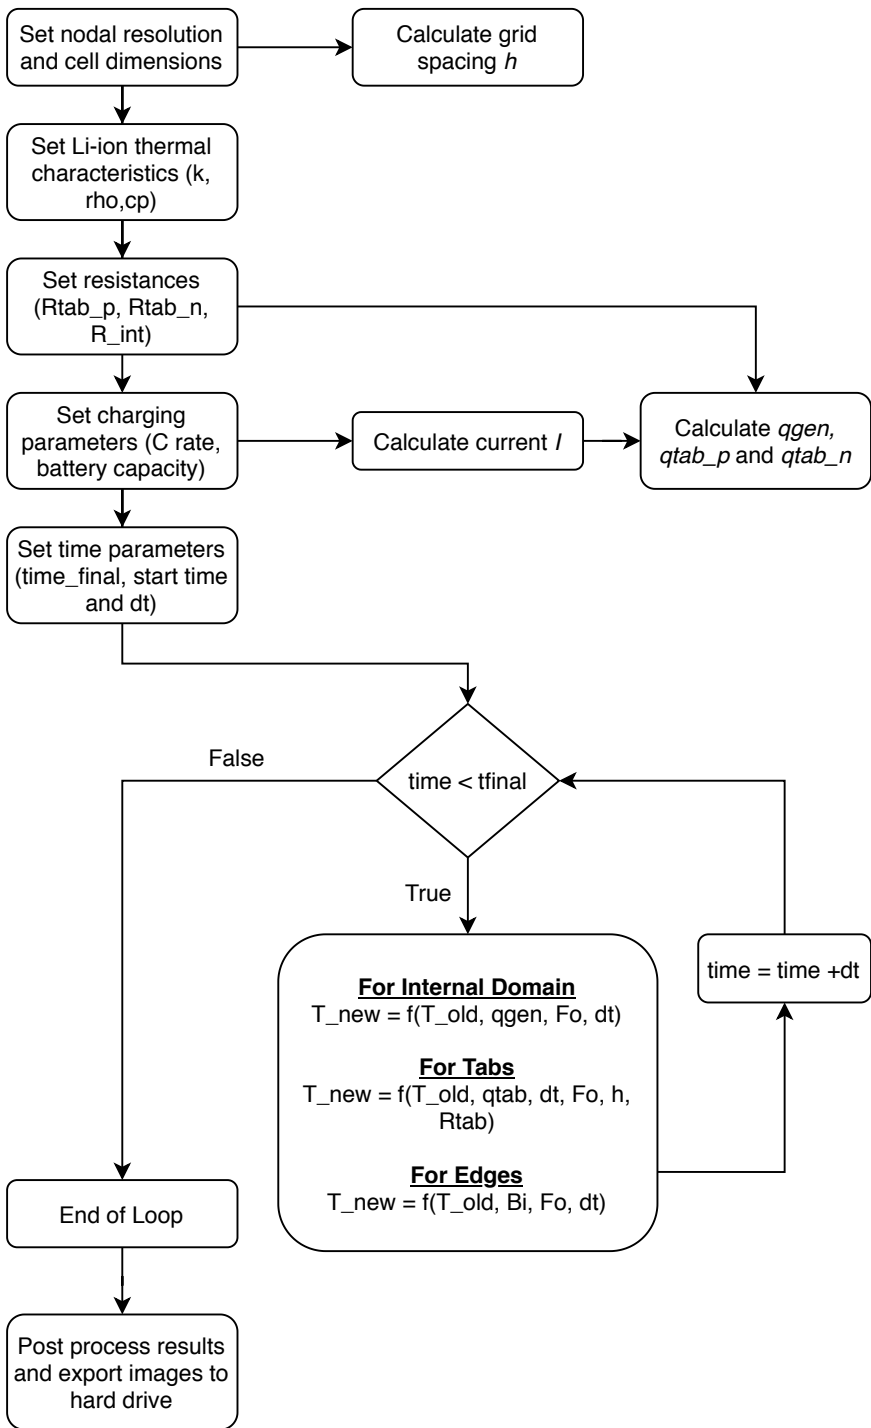 Set nodal resolution
and cell dimensions
Calculate grid
spacing h
Set Li-ion thermal
characteristics (k,
rho,cp)
Set resistances
(Rtab_p, Rtab_n,
R_int)
Set charging
parameters (C rate,
battery capacity)
Calculate current I
Calculate qgen,
qtab_p and qtab_n
Set time parameters
(time_final, start time
and dt)
time < tfinal
False
True
For Internal Domain
T_new = f(T_old, qgen, Fo, dt)
For Tabs
T_new = f(T_old, qtab, dt, Fo, h,
Rtab)
For Edges
T_new = f(T_old, Bi, Fo, dt)
time = time +dt
End of Loop
Post process results
and export images to
hard drive